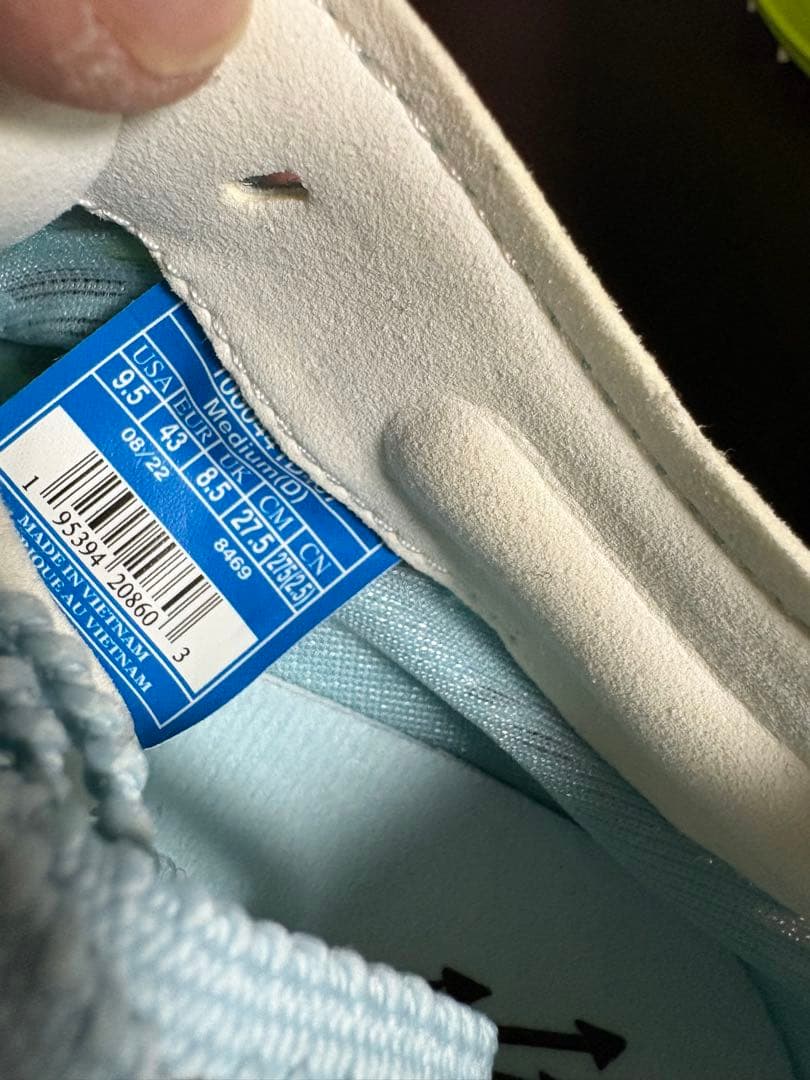 Medium(D)
USA EUR UK CM CN
9.5 43 8.5 27.5 275(2.5)
08/22 8469
1 95394 20860 3
MADE IN VIETNAM
IQUE AU VIETNAM